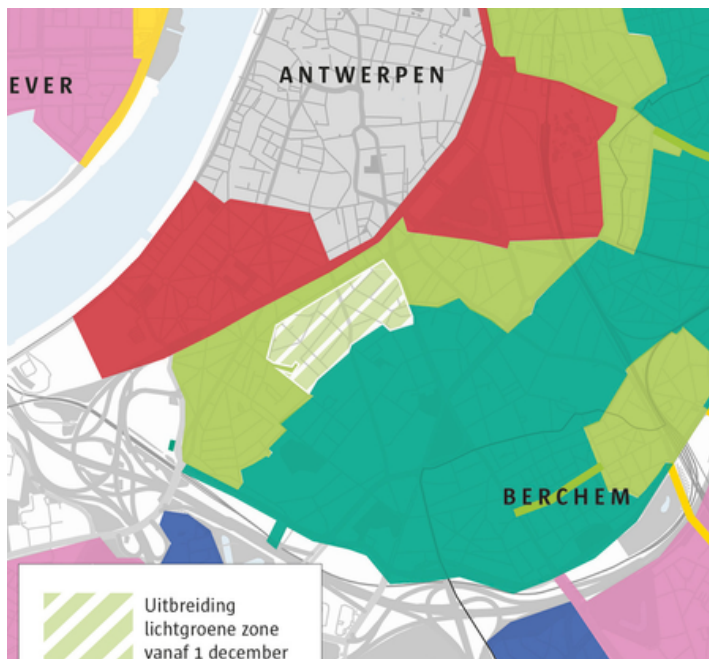 ANTWERPEN
EVER
BERCHEM
Uitbreiding
lichtgroene zone
vanaf 1 december